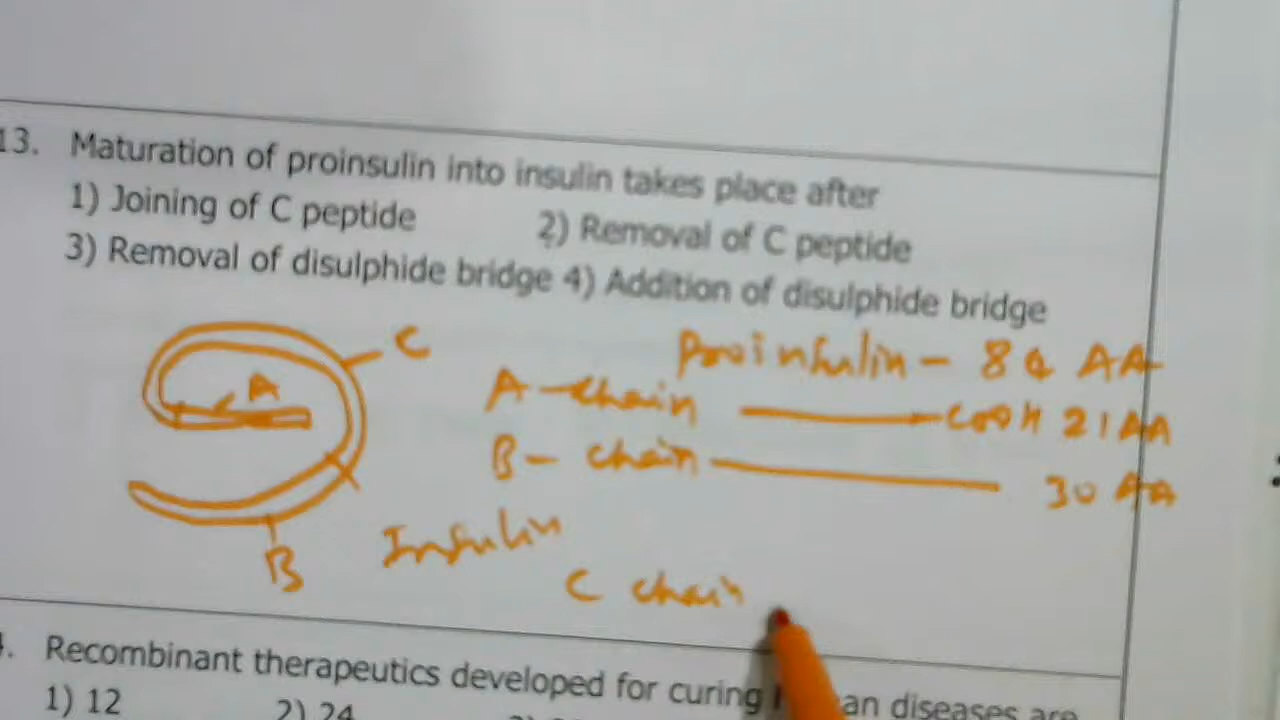 13. Maturation of proinsulin into insulin takes place after
1) Joining of C peptide 2) Removal of C peptide
3) Removal of disulphide bridge 4) Addition of disulphide bridge
C
Proinsulin - AA
A
A - chain COOH 21 AA
B - chain 30 AA
Insulin
B
C chain
. Recombinant therapeutics developed for curing diseases are
1) 12 2) 24